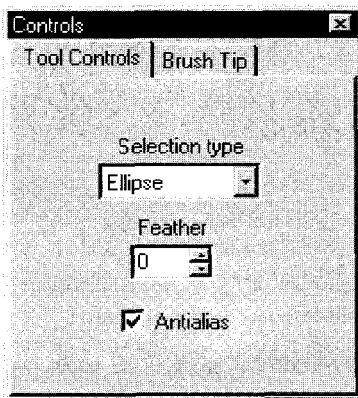 Controls
Tool Controls Brush Tip
Selection type
Ellipse
Feather
0
Antialias